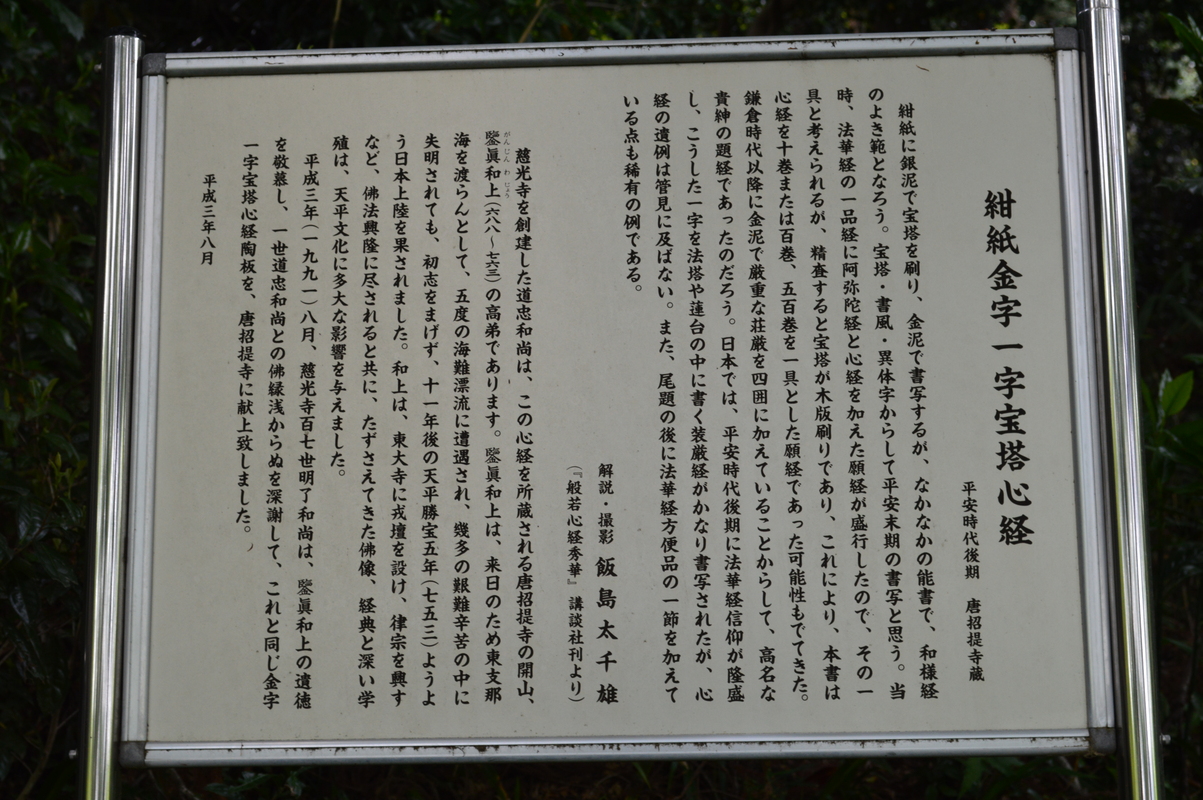 紺紙金字一字宝塔心経
平安時代後期　唐招提寺蔵
紺紙に銀泥で宝塔を刷り、金泥で書写するが、なかなかの能書で、和様経
のよき範となろう。宝塔・書風・異体字からして平安末期の書写と思う。当
時、法華経の一品経に阿弥陀経と心経を加えた願経が盛行したので、その一
具と考えられるが、精査すると宝塔が木版刷りであり、これにより、本書は
心経を十巻または百巻、五百巻を一具とした願経であった可能性もでてきた。
鎌倉時代以降に金泥で厳重な荘厳を四囲に加えていることからして、高名な
貴紳の題経であったのだろう。日本では、平安時代後期に法華経信仰が隆盛
し、こうした一字を法塔や蓮台の中に書く装厳経がかなり書写されたが、心
経の遺例は管見に及ばない。また、尾題の後に法華経方便品の一節を加えて
いる点も稀有の例である。
解説・撮影　飯島太千雄
（『般若心経秀華』講談社刊より）
慈光寺を創建した道忠和尚は、この心経を所蔵される唐招提寺の開山、
鑒眞和上（六八八～七六三）の高弟であります。鑒眞和上は、来日のため東支那
がんじんわじょう
海を渡らんとして、五度の海難漂流に遭遇され、幾多の艱難辛苦の中に
失明されても、初志をまげず、十一年後の天平勝宝五年（七五三）ようよ
う日本上陸を果されました。和上は、東大寺に戒壇を設け、律宗を興す
など、佛法興隆に尽されると共に、たずさえてきた佛像、経典と深い学
殖は、天平文化に多大な影響を与えました。
平成三年（一九九一）八月、慈光寺百七世明了和尚は、鑒眞和上の遺徳
を敬慕し、一世道忠和尚との佛縁浅からぬを深謝して、これと同じ金字
一字宝塔心経陶板を、唐招提寺に献上致しました。
平成三年八月